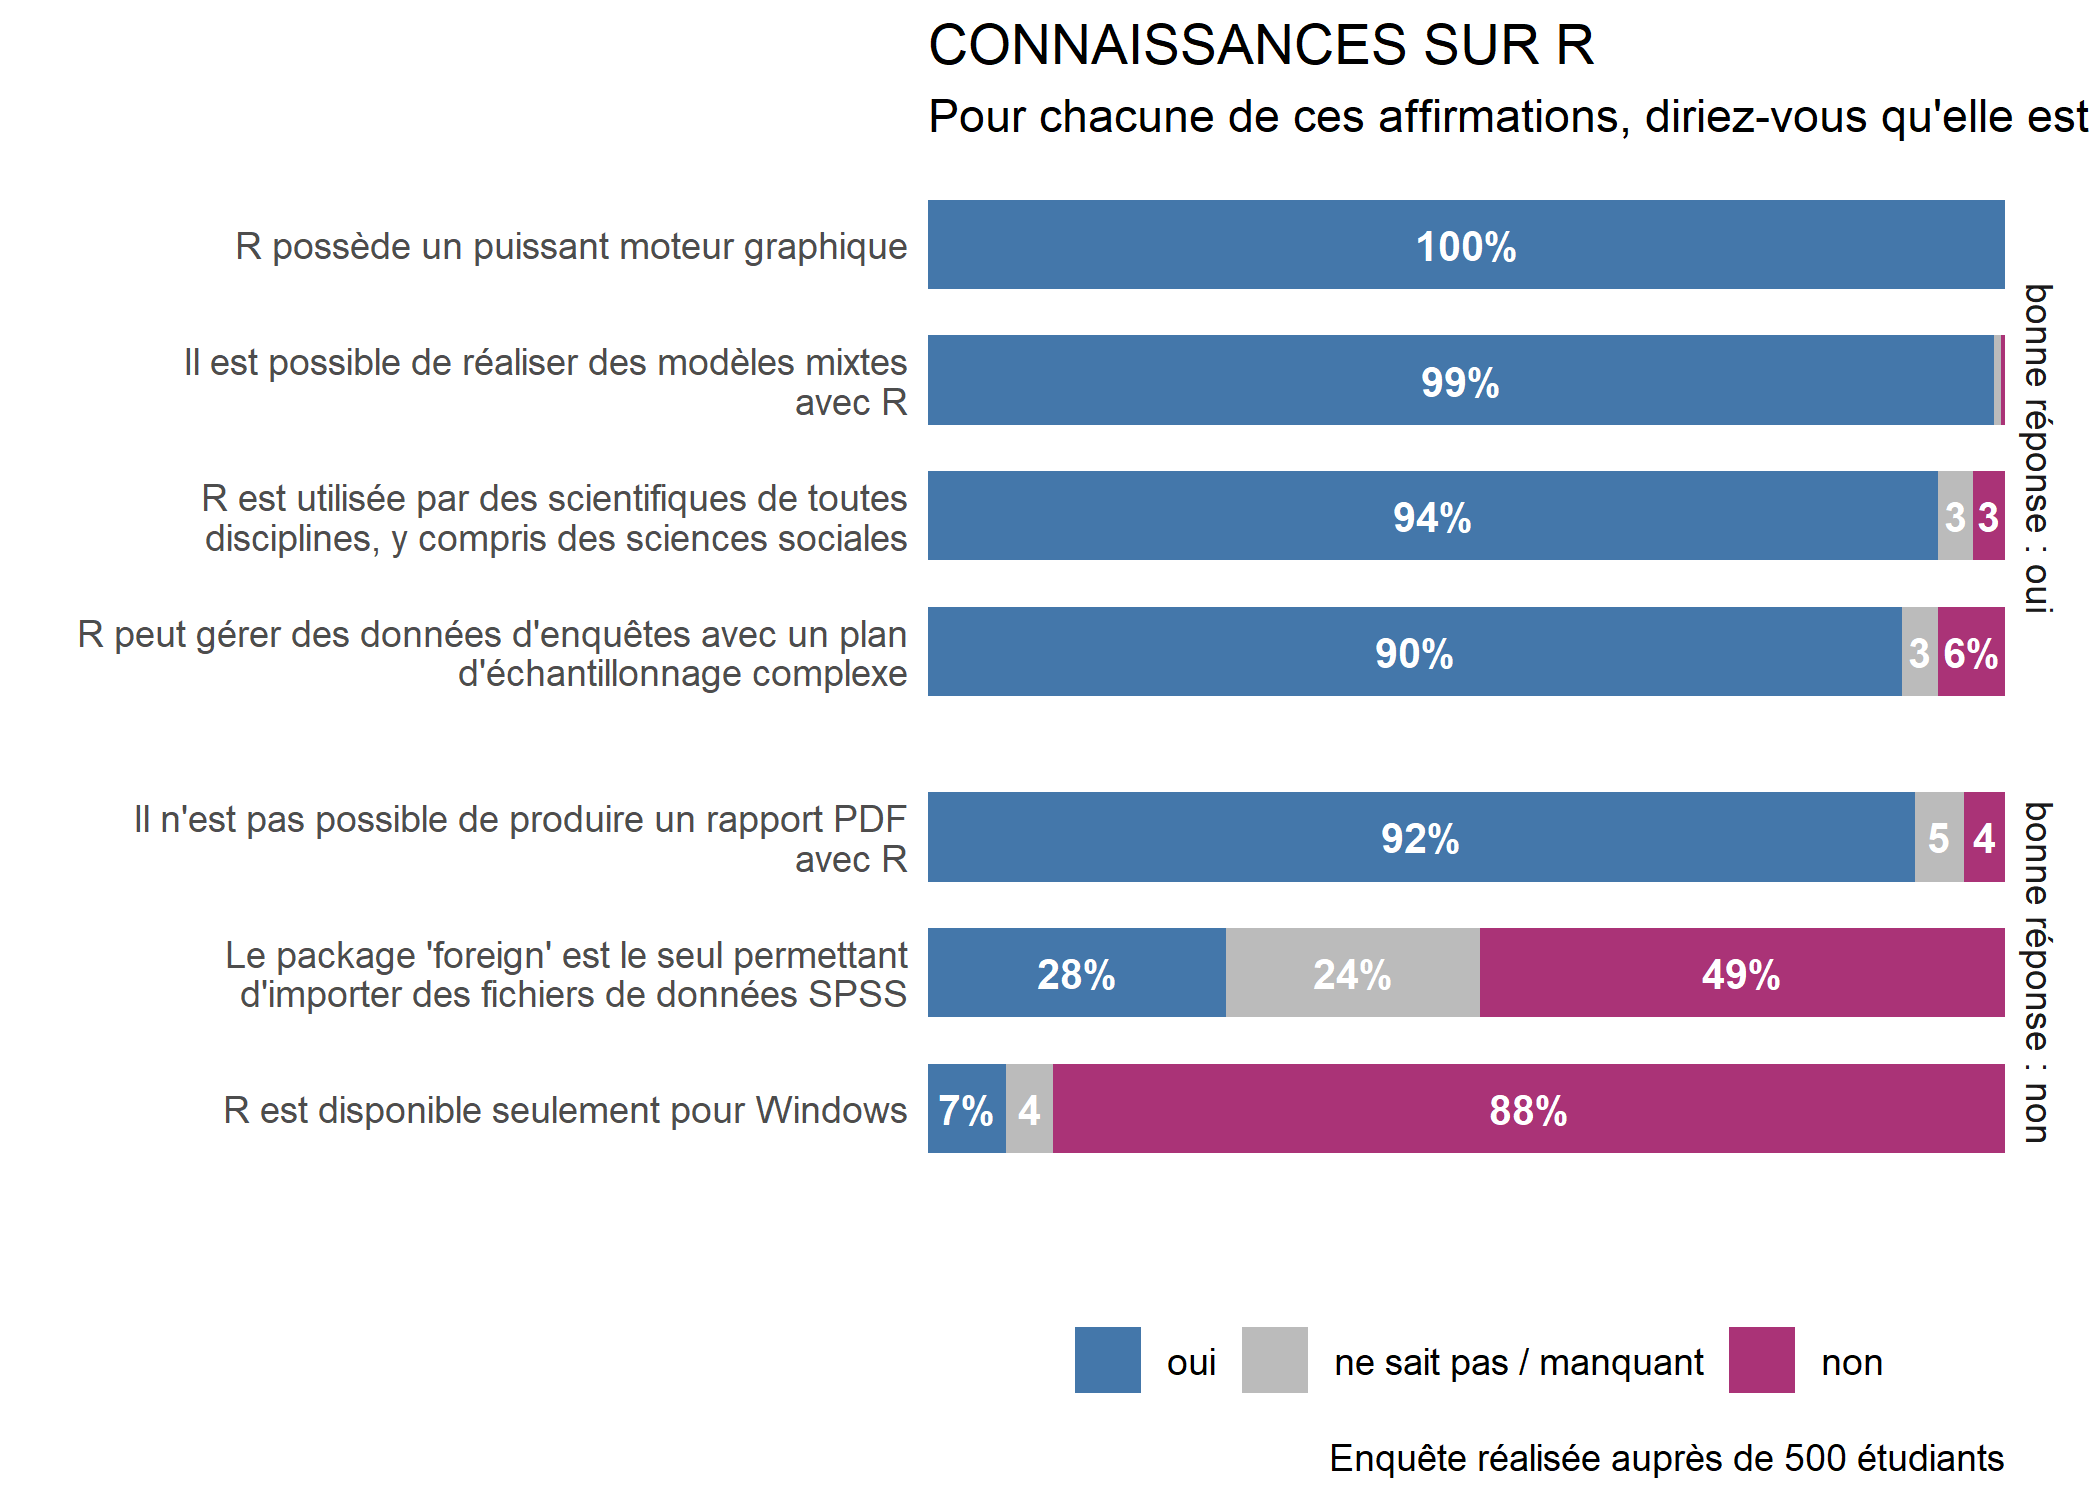 CONNAISSANCES SUR R
Pour chacune de ces affirmations, diriez-vous qu'elle est
R possède un puissant moteur graphique
100%
Il est possible de réaliser des modèles mixtes
avec R
99%
R est utilisée par des scientifiques de toutes
disciplines, y compris des sciences sociales
94%
3
3
R peut gérer des données d'enquêtes avec un plan
d'échantillonnage complexe
90%
3
6%
bonne réponse : oui
Il n'est pas possible de produire un rapport PDF
avec R
92%
5
4
Le package 'foreign' est le seul permettant
d'importer des fichiers de données SPSS
28%
24%
49%
R est disponible seulement pour Windows
7%
4
88%
bonne réponse : non
oui
ne sait pas / manquant
non
Enquête réalisée auprès de 500 étudiants